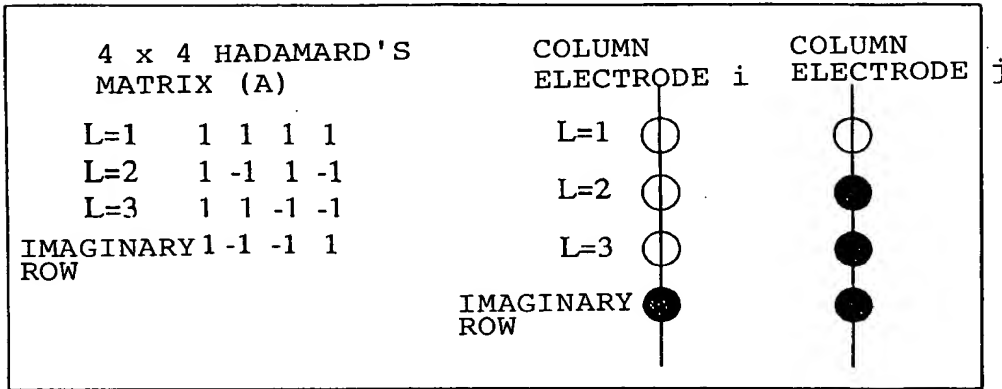 4 x 4 HADAMARD'S
MATRIX (A)
L=1 1 1 1 1
L=2 1 -1 1 -1
L=3 1 1 -1 -1
IMAGINARY 1 -1 -1 1
ROW
COLUMN
ELECTRODE i
L=1
L=2
L=3
IMAGINARY
ROW
COLUMN
ELECTRODE j